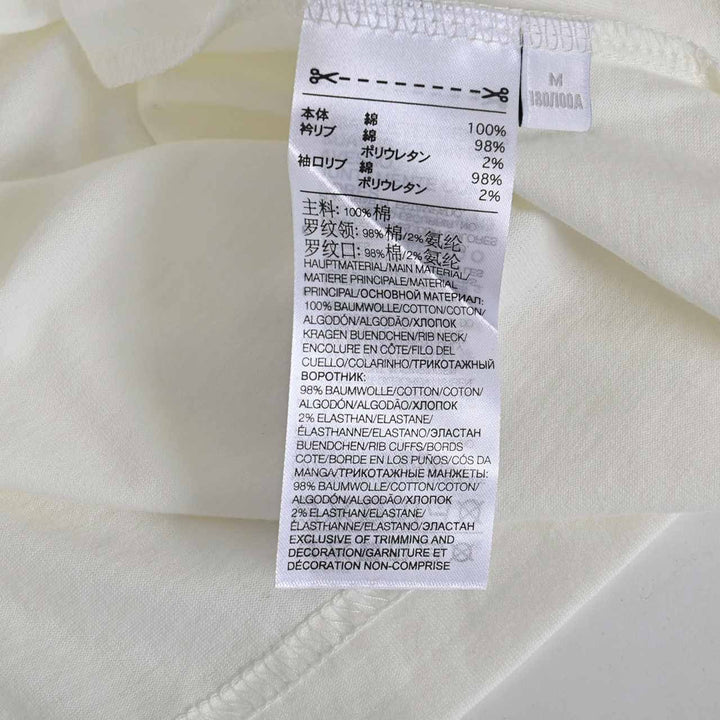 M
180/100A
本体 綿 100%
衿リブ 綿 98%
ポリウレタン 2%
袖口リブ 綿 98%
ポリウレタン 2%
主料: 100%棉
罗纹领: 98%棉/2%氨纶
罗纹口: 98%棉/2%氨纶
HAUPTMATERIAL/MAIN MATERIAL/
MATIERE PRINCIPALE/MATERIAL
PRINCIPAL/ОСНОВНОЙ МАТЕРИАЛ:
100% BAUMWOLLE/COTTON/COTON/
ALGODÓN/ALGODÃO/ХЛОПОК
KRAGEN BUENDCHEN/RIB NECK/
ENCOLURE EN CÔTE/FILO DEL
CUELLO/COLARINHO/ТРИКОТАЖНЫЙ
ВОРОТНИК:
98% BAUMWOLLE/COTTON/COTON/
ALGODÓN/ALGODÃO/ХЛОПОК
2% ELASTHAN/ELASTANE/
ÉLASTHANNE/ELASTANO/ЭЛАСТАН
BUENDCHEN/RIB CUFFS/BORDS
COTE/BORDE EN LOS PUÑOS/CÓS DA
MANGA/ТРИКОТАЖНЫЕ МАНЖЕТЫ:
98% BAUMWOLLE/COTTON/COTON/
ALGODÓN/ALGODÃO/ХЛОПОК
2% ELASTHAN/ELASTANE/
ÉLASTHANNE/ELASTANO/ЭЛАСТАН
EXCLUSIVE OF TRIMMING AND
DECORATION/GARNITURE ET
DÉCORATION NON-COMPRISE